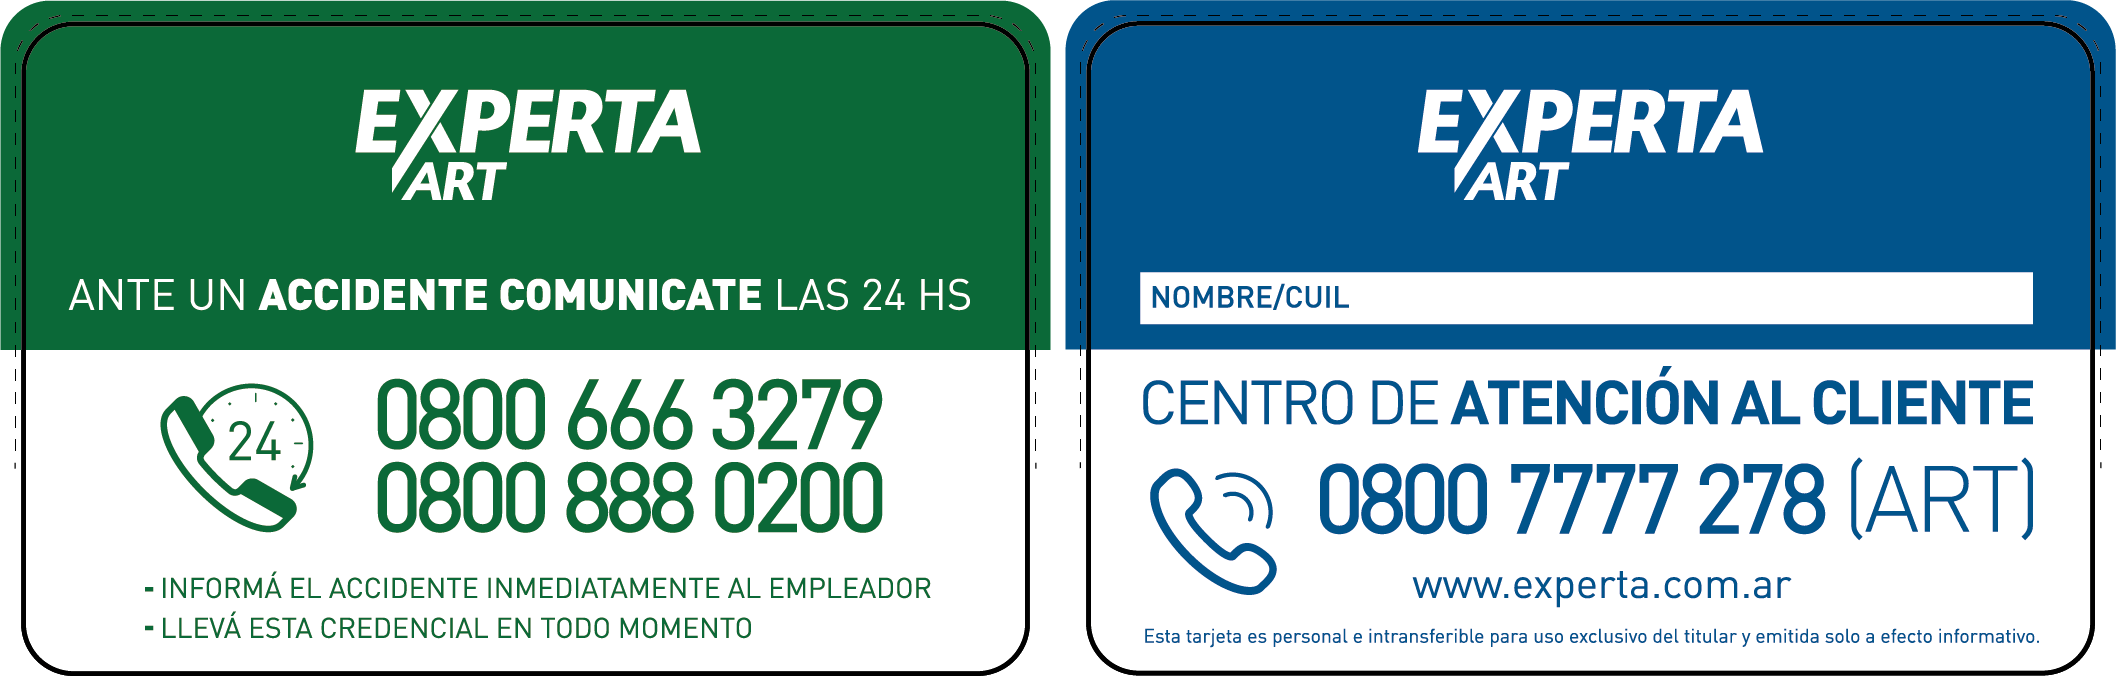 EXPERTA
ART
ANTE UN ACCIDENTE COMUNICATE LAS 24 HS
24
0800 666 3279
0800 888 0200
- INFORMÁ EL ACCIDENTE INMEDIATAMENTE AL EMPLEADOR
- LLEVÁ ESTA CREDENCIAL EN TODO MOMENTO
EXPERTA
ART
NOMBRE/CUIL
CENTRO DE ATENCIÓN AL CLIENTE
0800 7777 278 (ART)
www.experta.com.ar
Esta tarjeta es personal e intransferible para uso exclusivo del titular y emitida solo a efecto informativo.